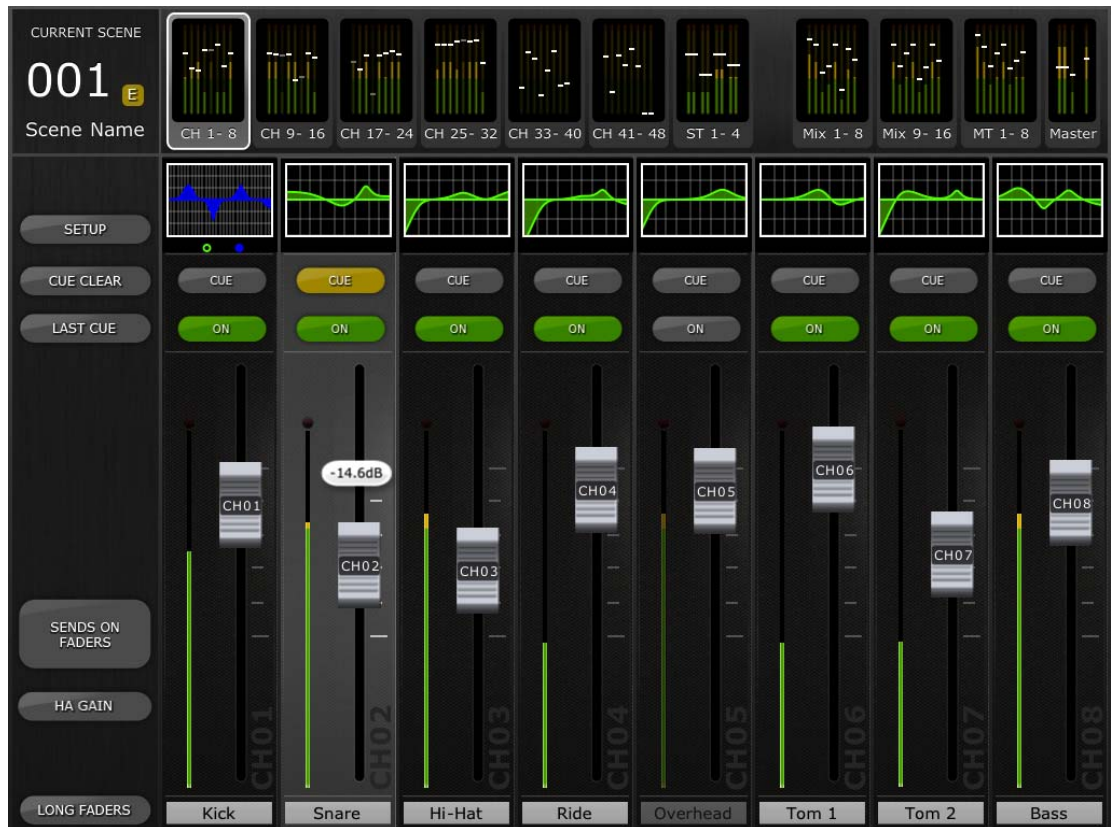 CURRENT SCENE
001 E
Scene Name
CH 1- 8
CH 9- 16
CH 17- 24
CH 25- 32
CH 33- 40
CH 41- 48
ST 1- 4
Mix 1- 8
Mix 9- 16
MT 1- 8
Master
SETUP
CUE CLEAR
CUE
CUE
CUE
CUE
CUE
CUE
CUE
CUE
LAST CUE
ON
ON
ON
ON
ON
ON
ON
ON
-14.6dB
CH01
CH02
CH03
CH04
CH05
CH06
CH07
CH08
SENDS ON
FADERS
HA GAIN
CH01
CH02
CH03
CH04
CH05
CH06
CH07
CH08
LONG FADERS
Kick
Snare
Hi-Hat
Ride
Overhead
Tom 1
Tom 2
Bass